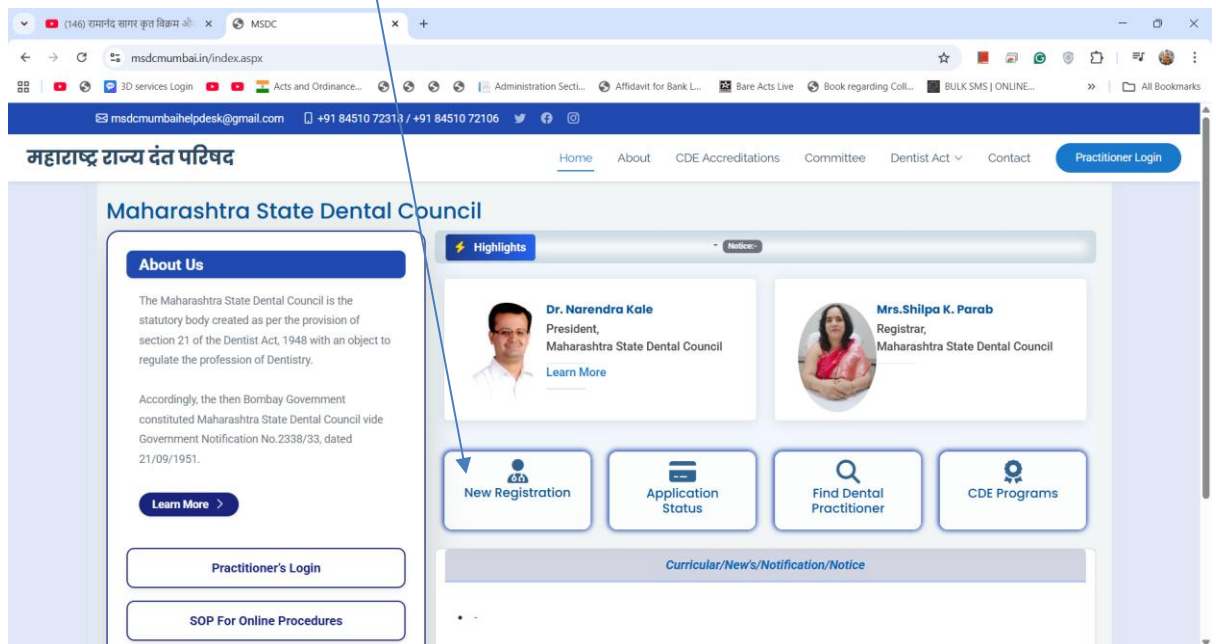 (146) रामानंद सागर कृत विक्रम औ
MSDC
msdcmumbai.in/index.aspx
3D services Login
Acts and Ordinance...
Administration Secti...
Affidavit for Bank L...
Bare Acts Live
Book regarding Coll...
BULK SMS | ONLINE...
»
All Bookmarks
msdcmumbaihelpdesk@gmail.com
+91 84510 72318 / +91 84510 72106
महाराष्ट्र राज्य दंत परिषद
Home
About
CDE Accreditations
Committee
Dentist Act
Contact
Practitioner Login
Maharashtra State Dental Council
About Us
The Maharashtra State Dental Council is the
statutory body created as per the provision of
section 21 of the Dentist Act, 1948 with an object to
regulate the profession of Dentistry.
Accordingly, the then Bombay Government
constituted Maharashtra State Dental Council vide
Government Notification No.2338/33, dated
21/09/1951.
Learn More >
Practitioner's Login
SOP For Online Procedures
Highlights
- Notice:-
Dr. Narendra Kale
President,
Maharashtra State Dental Council
Learn More
Mrs.Shilpa K. Parab
Registrar,
Maharashtra State Dental Council
New Registration
Application
Status
Find Dental
Practitioner
CDE Programs
Curricular/New's/Notification/Notice
• -